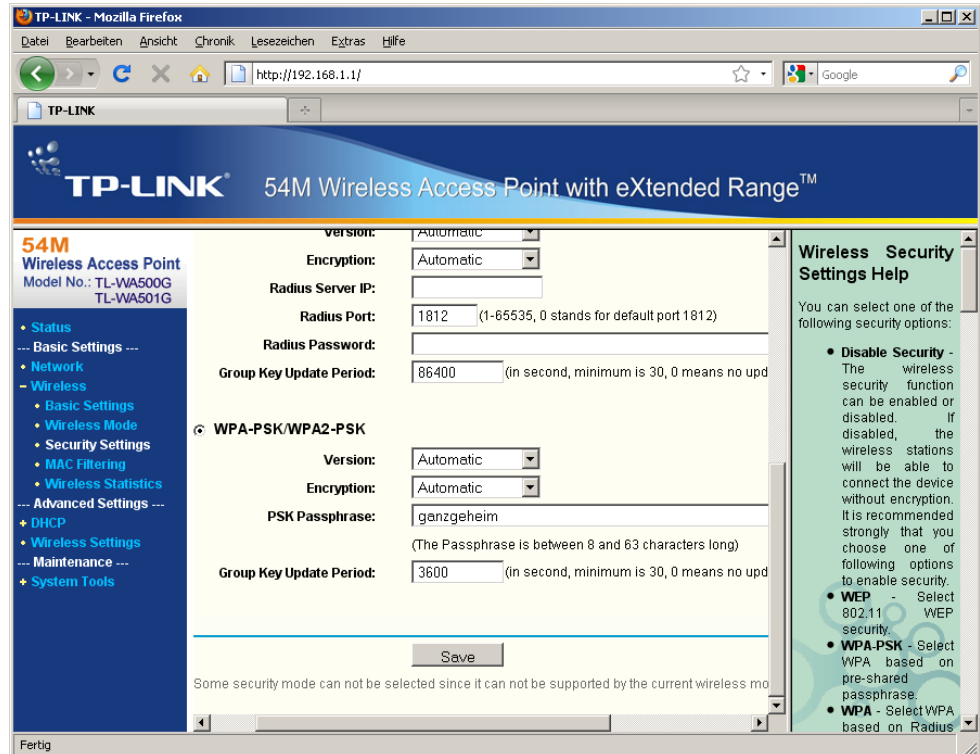 TP-LINK - Mozilla Firefox
Datei Bearbeiten Ansicht Chronik Lesezeichen Extras Hilfe
http://192.168.1.1/
Google
TP-LINK
TP-LINK® 54M Wireless Access Point with eXtended Range™
54M
Wireless Access Point
Model No.: TL-WA500G
TL-WA501G
Status
--- Basic Settings ---
Network
Wireless
Basic Settings
Wireless Mode
Security Settings
MAC Filtering
Wireless Statistics
--- Advanced Settings ---
DHCP
Wireless Settings
--- Maintenance ---
System Tools
Version: Automatic
Encryption: Automatic
Radius Server IP:
Radius Port: 1812 (1-65535, 0 stands for default port 1812)
Radius Password:
Group Key Update Period: 86400 (in second, minimum is 30, 0 means no upd
WPA-PSK/WPA2-PSK
Version: Automatic
Encryption: Automatic
PSK Passphrase: ganzgeheim
(The Passphrase is between 8 and 63 characters long)
Group Key Update Period: 3600 (in second, minimum is 30, 0 means no upd
Save
Some security mode can not be selected since it can not be supported by the current wireless mo
Wireless Security
Settings Help
You can select one of the
following security options:
Disable Security -
The wireless
security function
can be enabled or
disabled. If
disabled, the
wireless stations
will be able to
connect the device
without encryption.
It is recommended
strongly that you
choose one of
following options
to enable security.
WEP - Select
802.11 WEP
security.
WPA-PSK - Select
WPA based on
pre-shared
passphrase.
WPA - Select WPA
based on Radius
Fertig